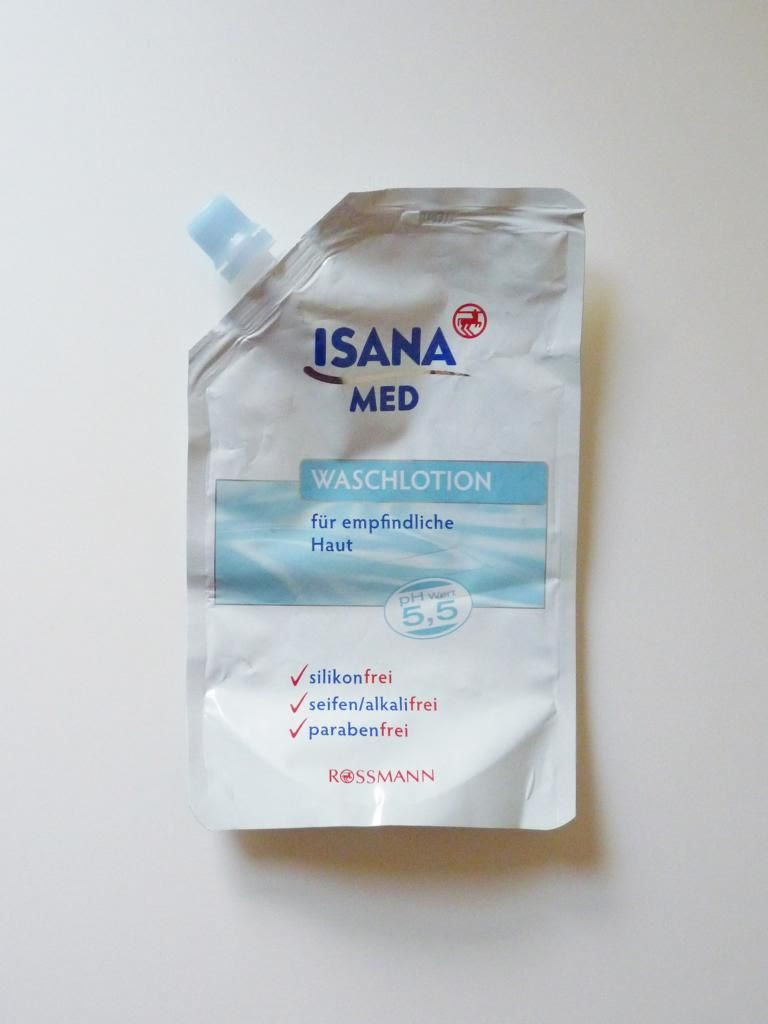 ISANA
MED
WASCHLOTION
für empfindliche
Haut
pH Wert
5,5
silikonfrei
seifen/alkalifrei
parabenfrei
ROSSMANN